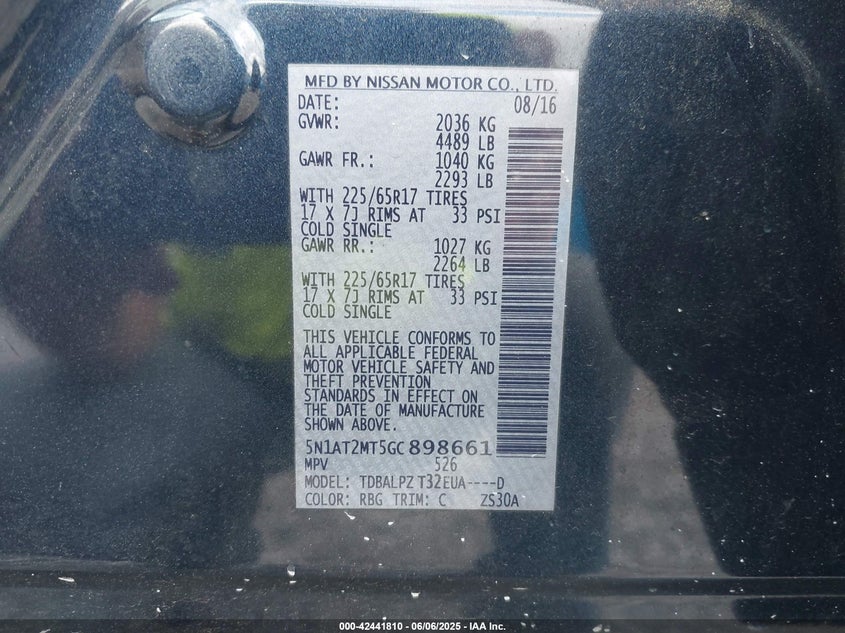 MFD BY NISSAN MOTOR CO., LTD.
DATE: 08/16
GVWR: 2036 KG
4489 LB
GAWR FR.: 1040 KG
2293 LB
WITH 225/65R17 TIRES
17 X 7J RIMS AT 33 PSI
COLD SINGLE
GAWR RR.: 1027 KG
2264 LB
WITH 225/65R17 TIRES
17 X 7J RIMS AT 33 PSI
COLD SINGLE
THIS VEHICLE CONFORMS TO
ALL APPLICABLE FEDERAL
MOTOR VEHICLE SAFETY AND
THEFT PREVENTION
STANDARDS IN EFFECT ON
THE DATE OF MANUFACTURE
SHOWN ABOVE.
5N1AT2MT5GC898661
MPV 526
MODEL: TDBALPZ T32EUA----D
COLOR: RBG TRIM: C ZS30A
000-42441810 - 06/06/2025 - IAA Inc.